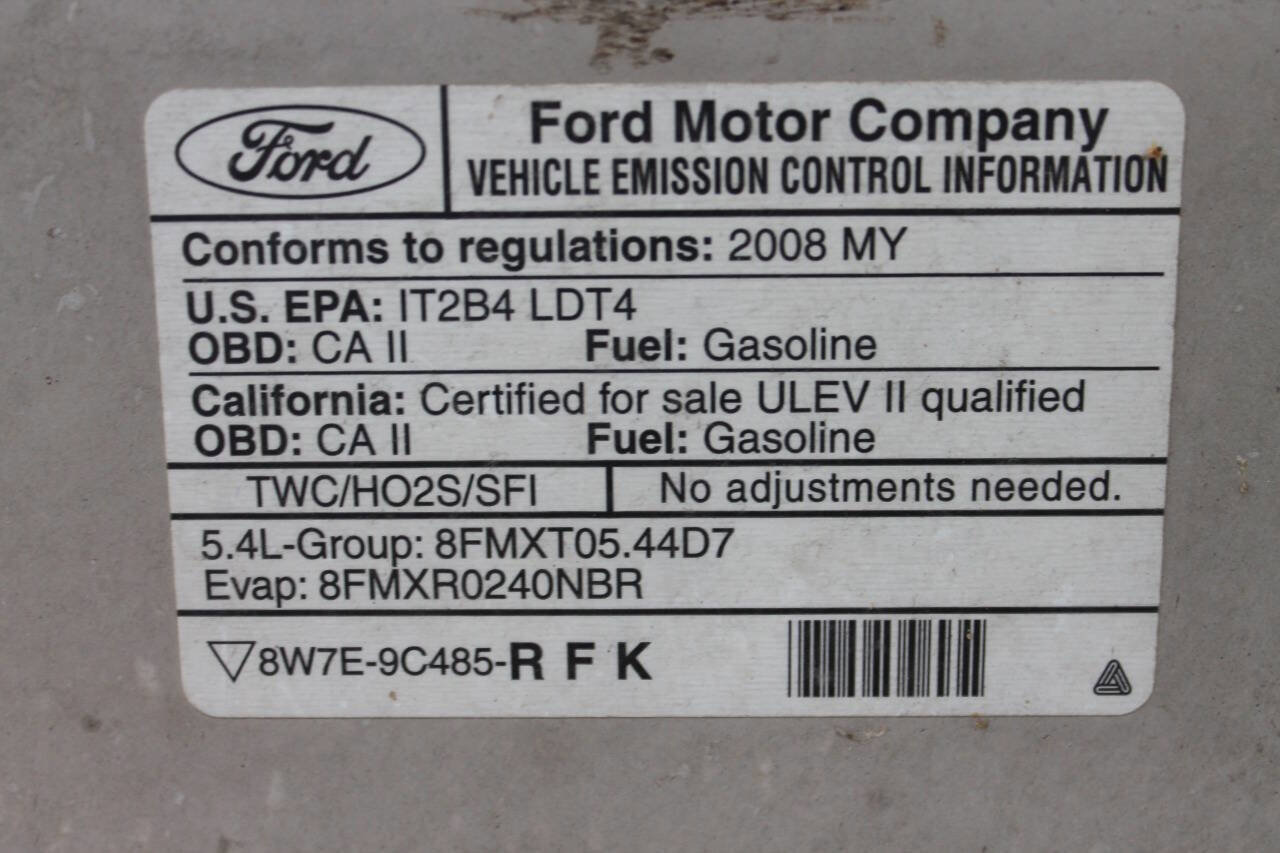 Ford
Ford Motor Company
VEHICLE EMISSION CONTROL INFORMATION
Conforms to regulations: 2008 MY
U.S. EPA: IT2B4 LDT4
OBD: CA II Fuel: Gasoline
California: Certified for sale ULEV II qualified
OBD: CA II Fuel: Gasoline
TWC/HO2S/SFI No adjustments needed.
5.4L-Group: 8FMXT05.44D7
Evap: 8FMXR0240NBR
8W7E-9C485-R F K